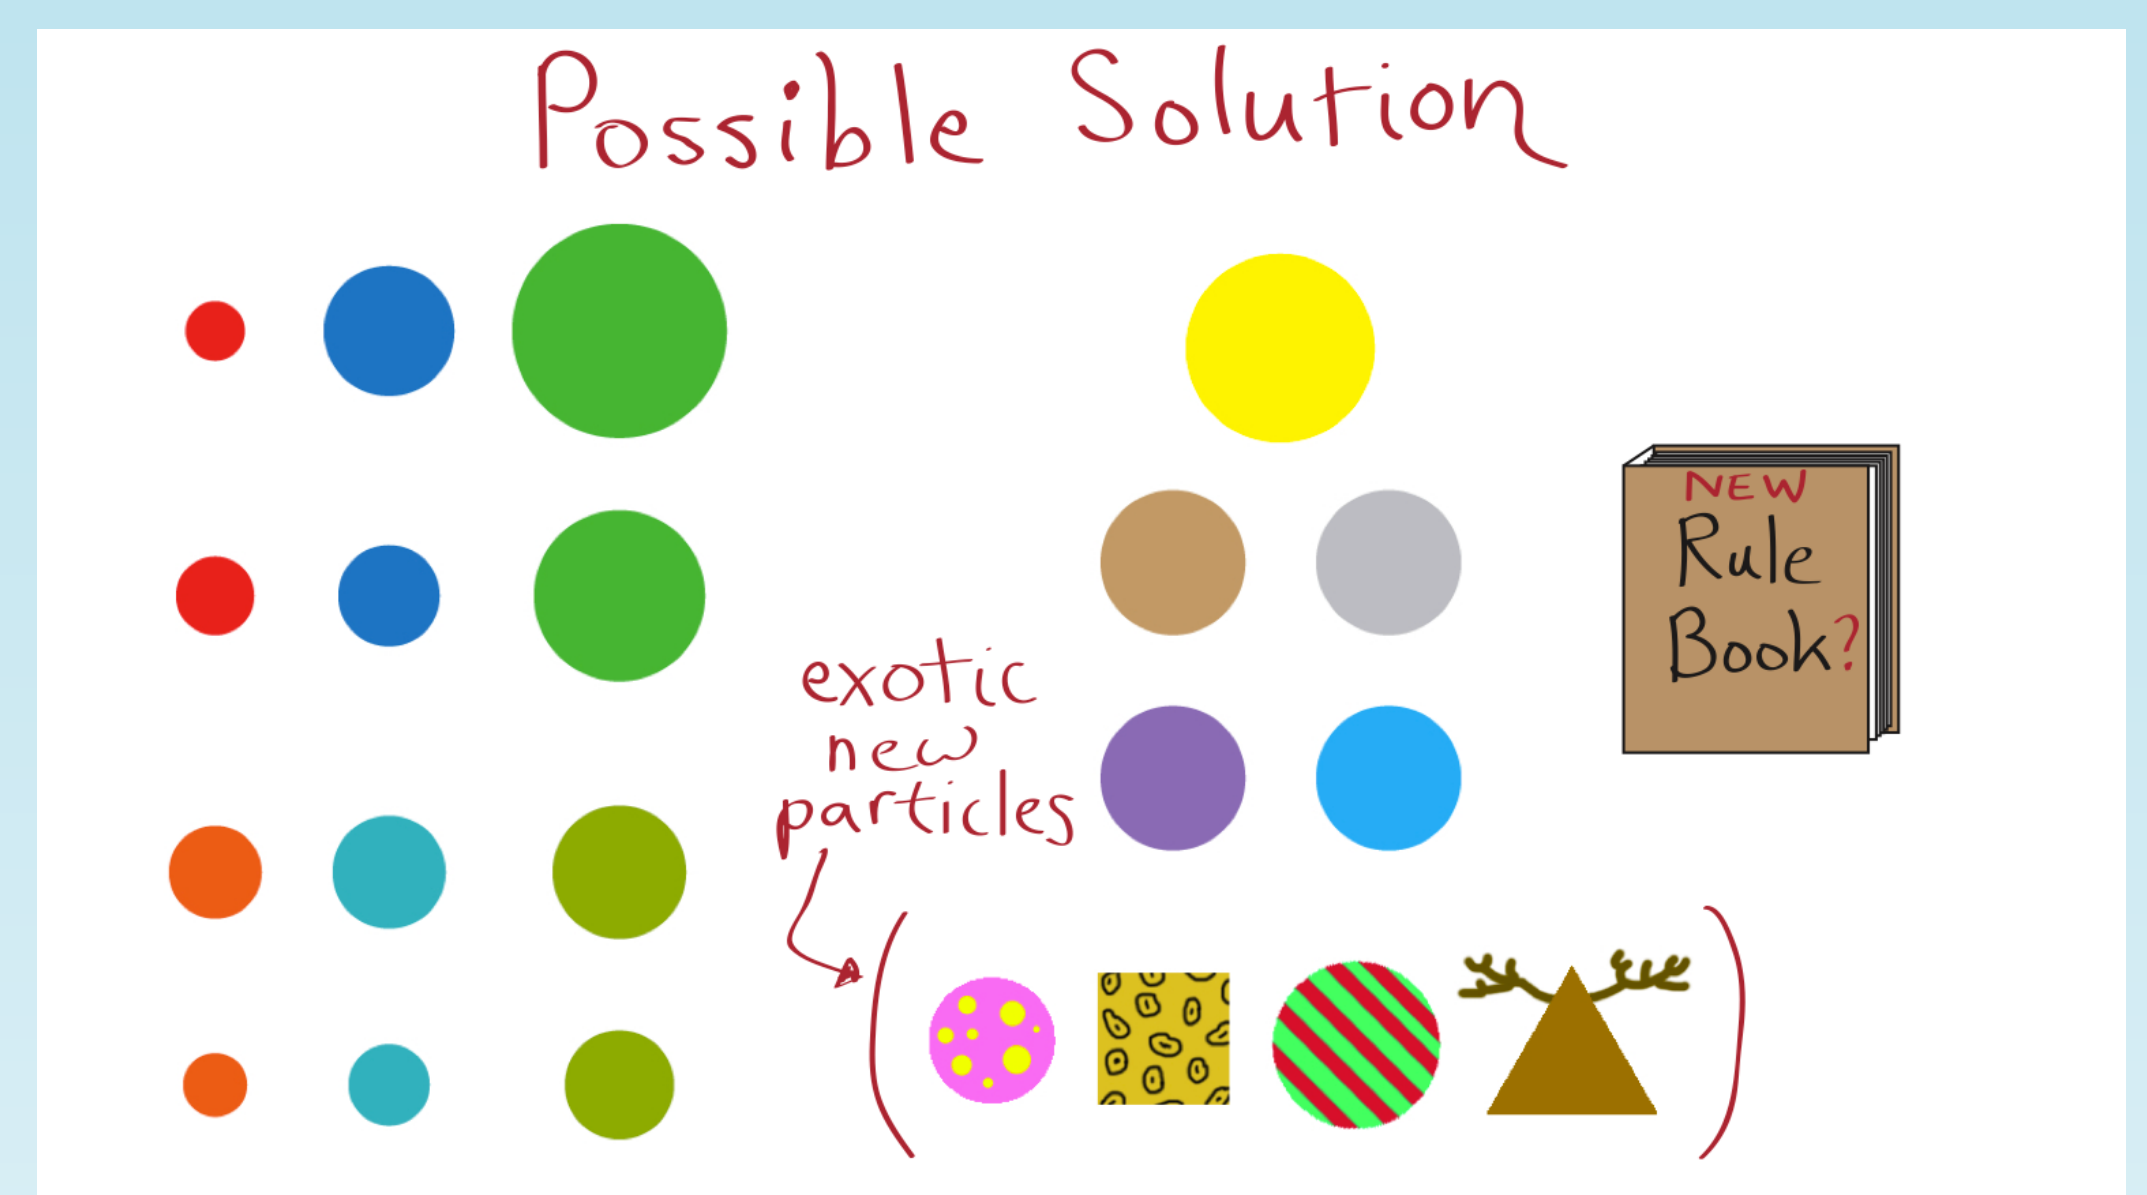 Possible Solution
NEW
Rule
Book?
exotic
new
particles